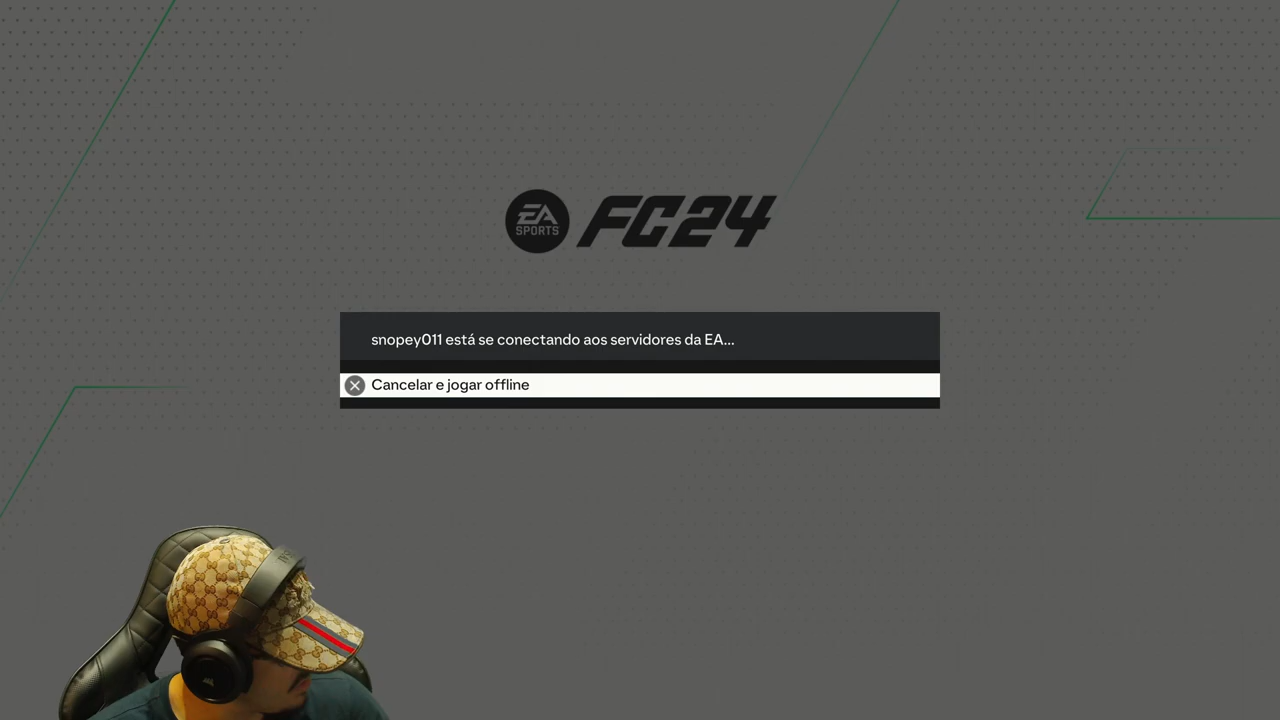 EA
SPORTS
FC24
snopey011 está se conectando aos servidores da EA...
Cancelar e jogar offline